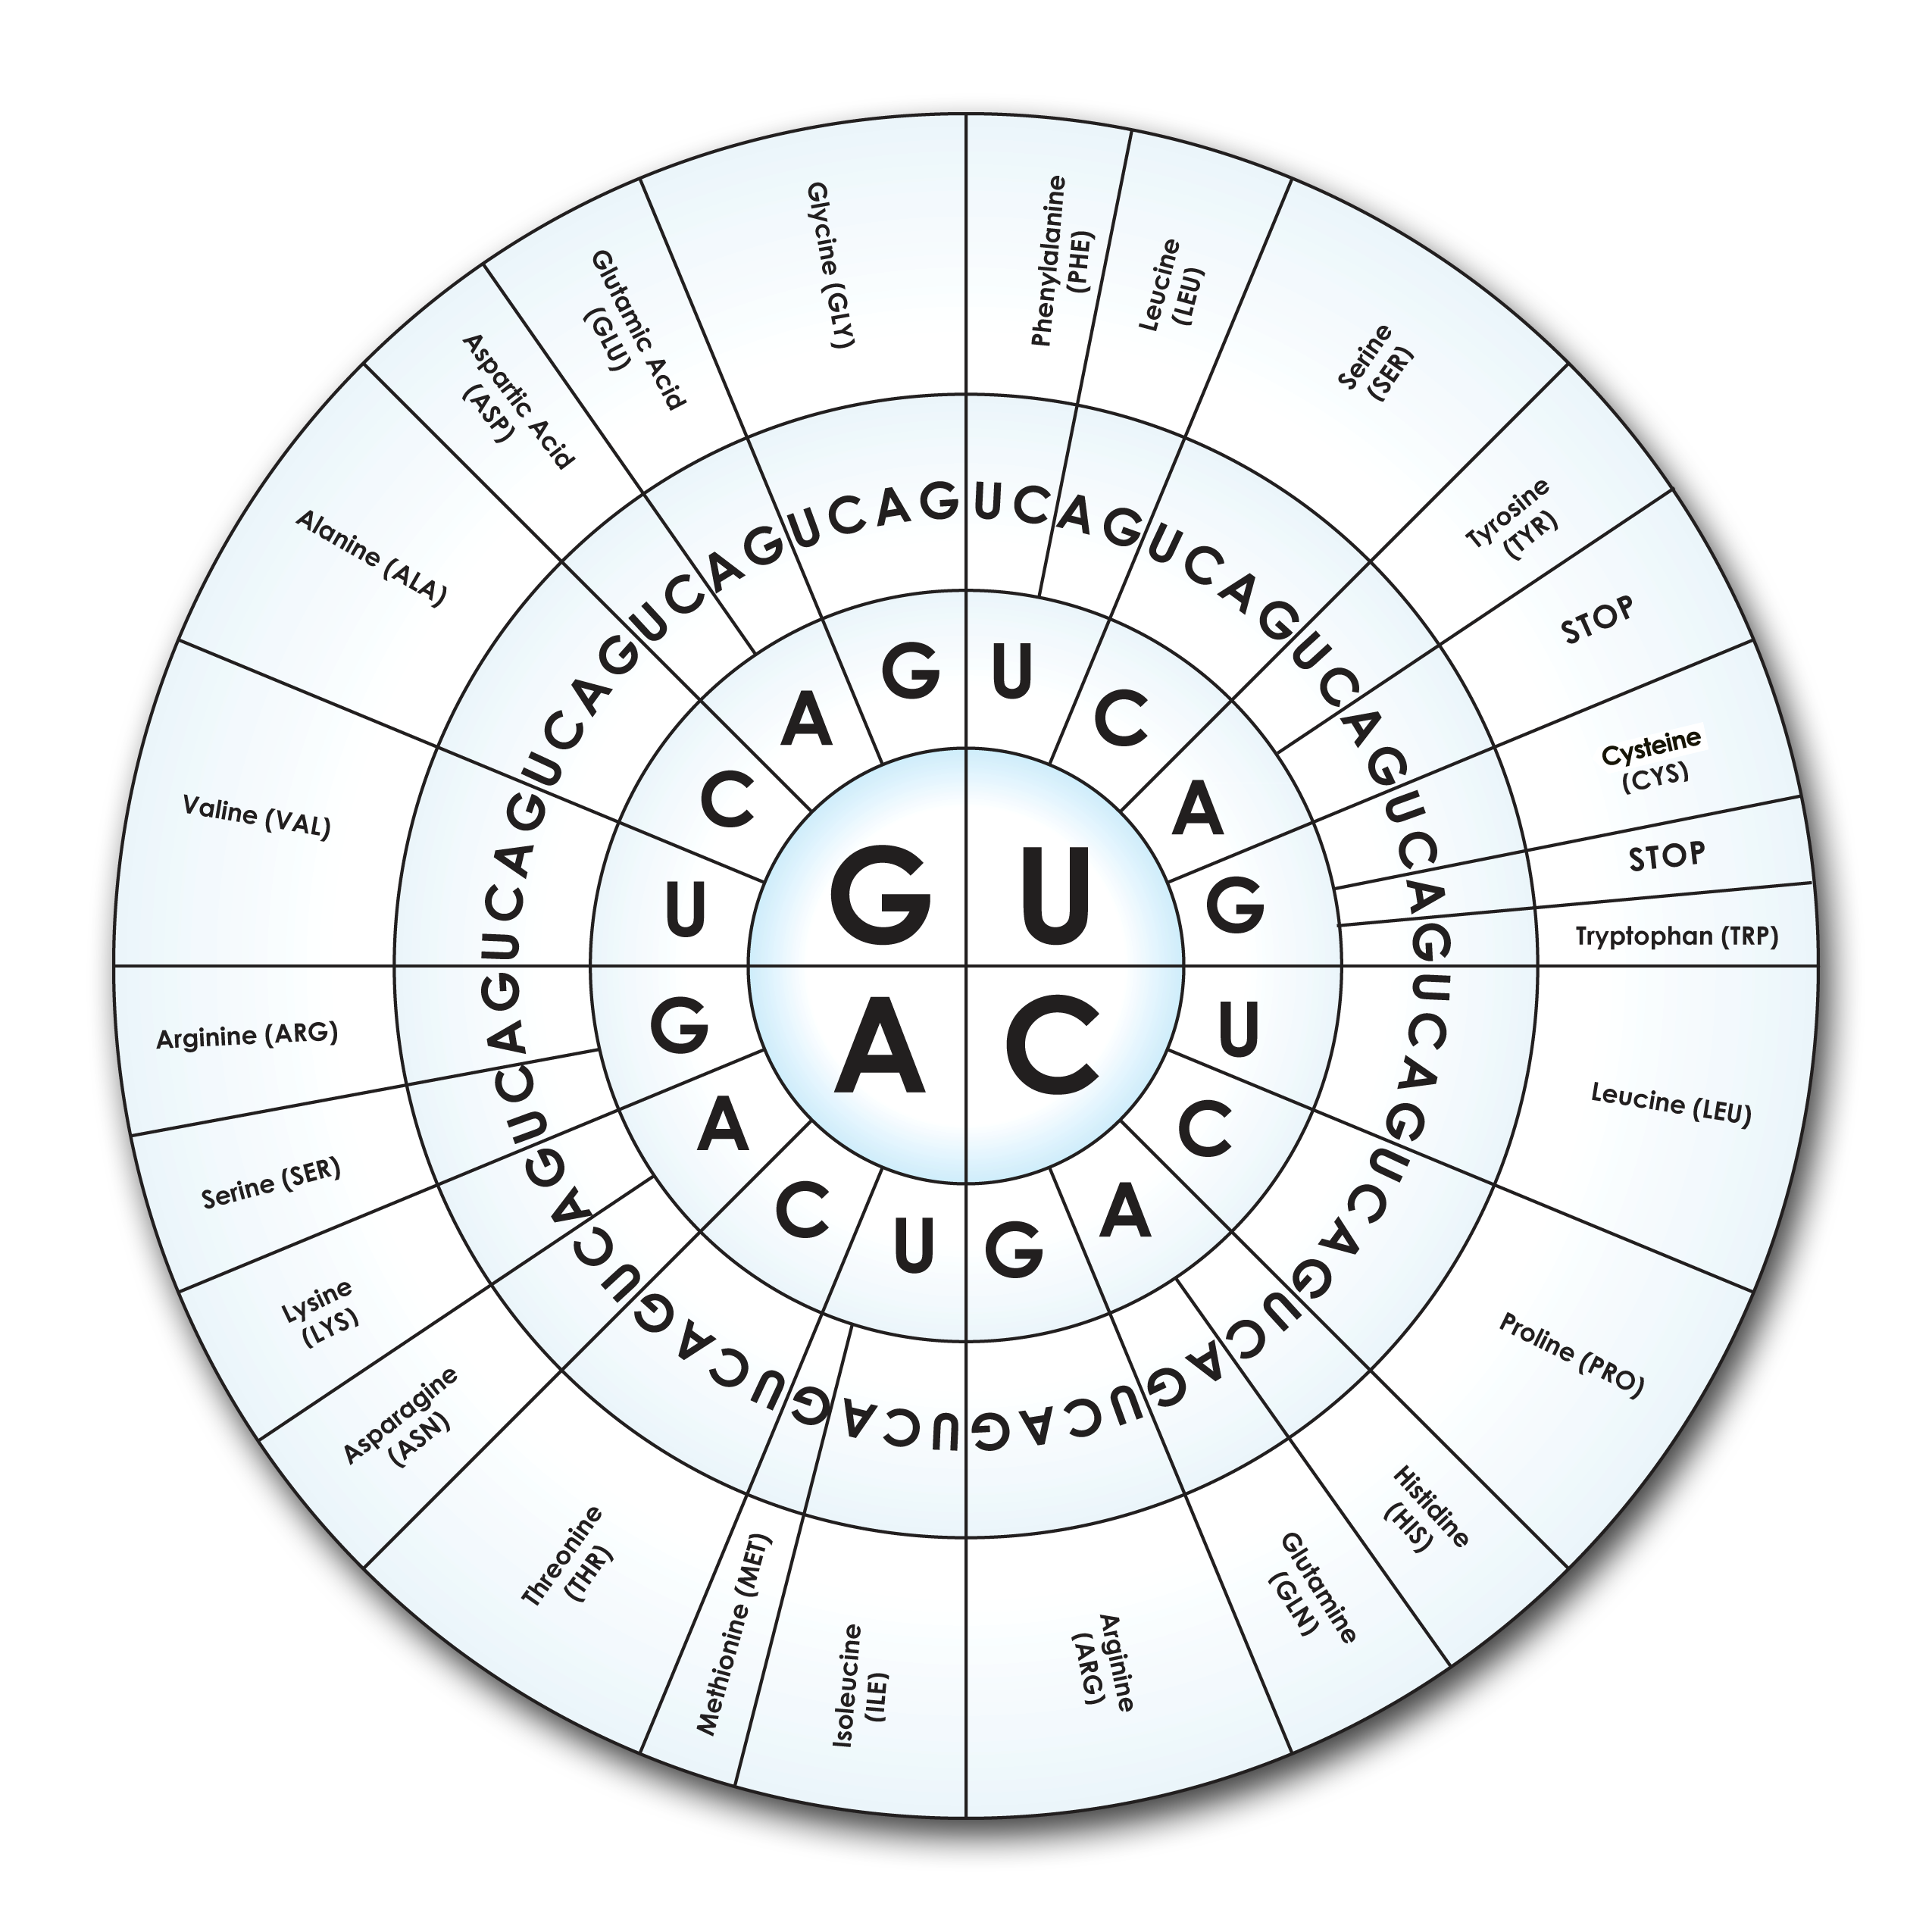 G U
A C
U
C
A
G
U
C
A
G
U
C
A
G
U
C
A
G
UCAGUCAGUCAGUCAGUCAGUCAGUCAGUCAGUCAGUCAGUCAGUCAGUCAGUCAGUCAGUCAG
Phenylalanine
(PHE)
Leucine
(LEU)
Serine
(SER)
Tyrosine
(TYR)
STOP
Cysteine
(CYS)
STOP
Tryptophan (TRP)
Leucine (LEU)
Proline (PRO)
Histidine
(HIS)
Glutamine
(GLN)
Arginine
(ARG)
Isoleucine
(ILE)
Methionine (MET)
Threonine
(THR)
Asparagine
(ASN)
Lysine
(LYS)
Serine (SER)
Arginine (ARG)
Valine (VAL)
Alanine (ALA)
Aspartic Acid
(ASP)
Glutamic Acid
(GLU)
Glycine (GLY)